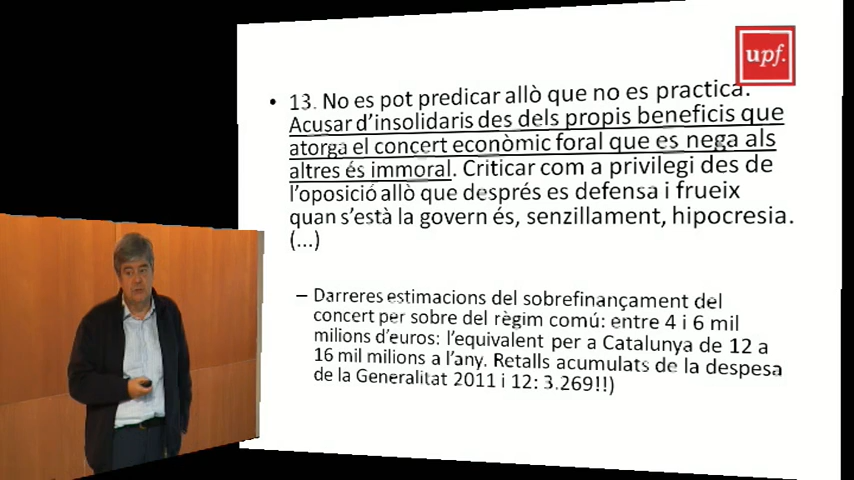 upf.
• 13. No es pot predicar allò que no es practica.
Acusar d'insolidaris des dels propis beneficis que
atorga el concert econòmic foral que es nega als
altres és immoral. Criticar com a privilegi des de
l'oposició allò que després es defensa i frueix
quan s'està la govern és, senzillament, hipocresia.
(...)
– Darreres estimacions del sobrefinançament del
concert per sobre del règim comú: entre 4 i 6 mil
milions d'euros: l'equivalent per a Catalunya de 12 a
16 mil milions a l'any. Retalls acumulats de la despesa
de la Generalitat 2011 i 12: 3.269!!)